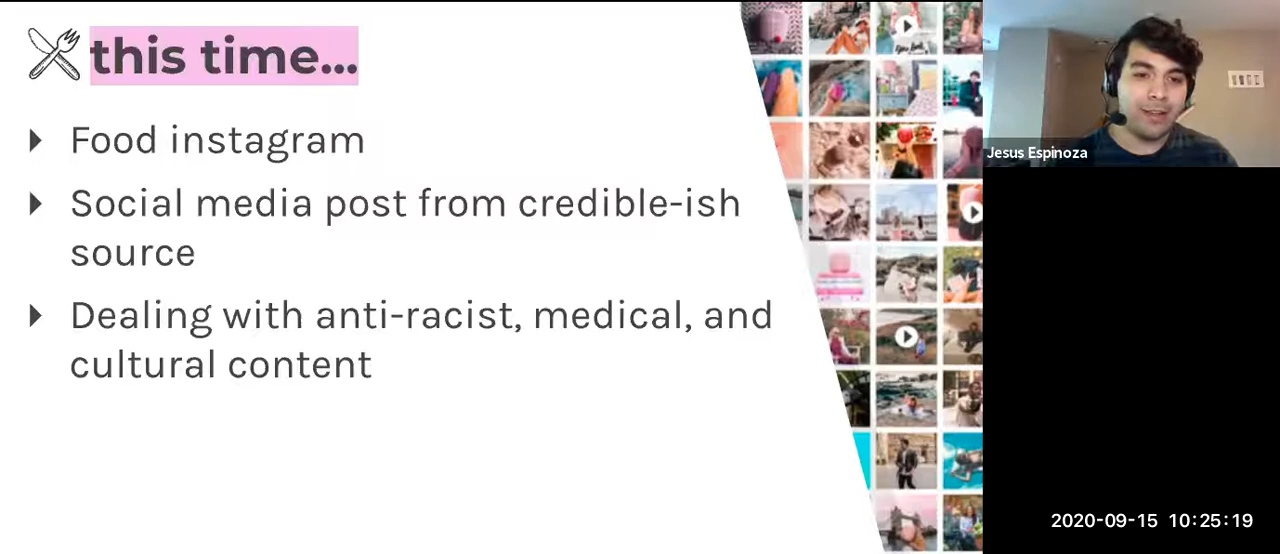 this time...
Food instagram
Social media post from credible-ish
source
Dealing with anti-racist, medical, and
cultural content
Jesus Espinoza
2020-09-15 10:25:19